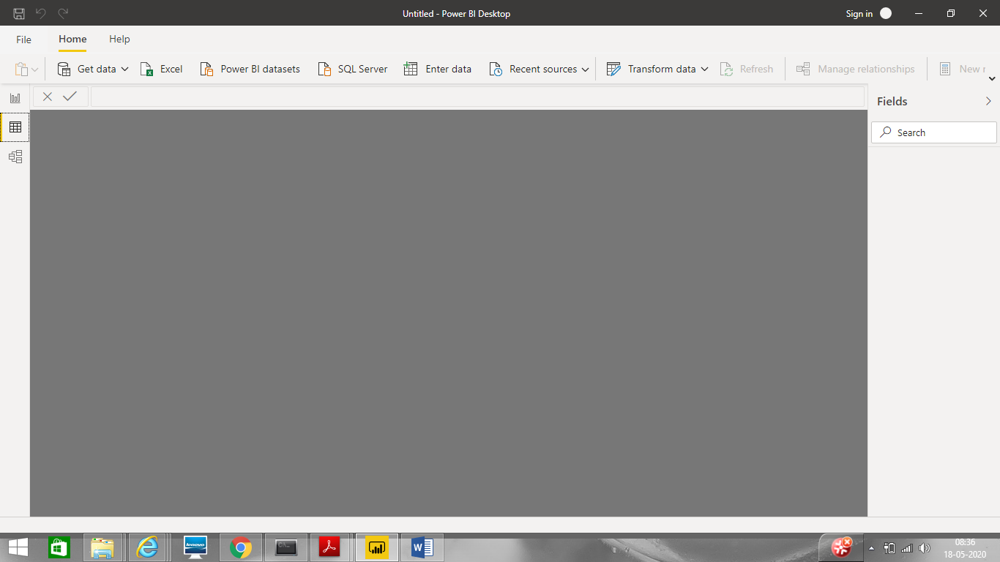 Untitled - Power BI Desktop
Sign in
File
Home
Help
Get data
Excel
Power BI datasets
SQL Server
Enter data
Recent sources
Transform data
Refresh
Manage relationships
New
Fields
Search
lenovo
08:36
18-05-2020